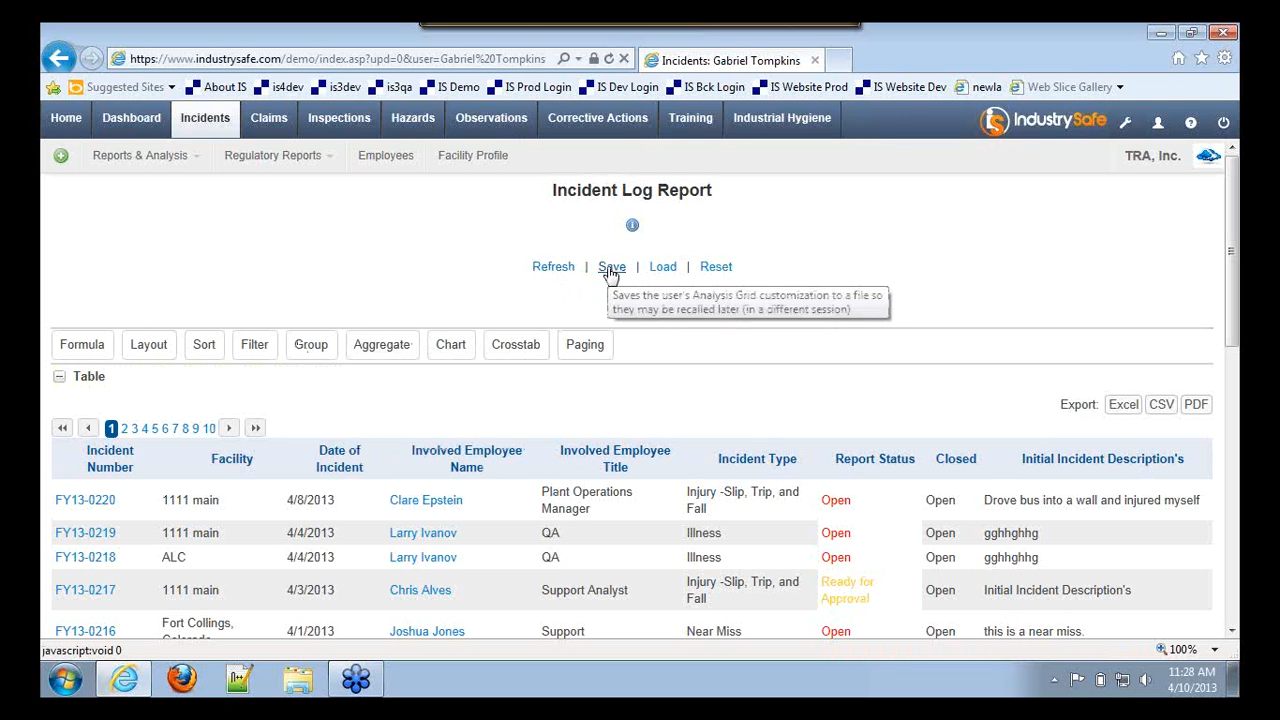 https://www.industrysafe.com/demo/index.asp?upd=0&user=Gabriel%20Tompkins
Incidents: Gabriel Tompkins
Suggested Sites
About IS
is4dev
is3dev
is3qa
IS Demo
IS Prod Login
IS Dev Login
IS Bck Login
IS Website Prod
IS Website Dev
newla
Web Slice Gallery
Home
Dashboard
Incidents
Claims
Inspections
Hazards
Observations
Corrective Actions
Training
Industrial Hygiene
IndustrySafe
Reports & Analysis
Regulatory Reports
Employees
Facility Profile
TRA, Inc.
Incident Log Report
Refresh | Save | Load | Reset
Saves the user's Analysis Grid customization to a file so
they may be recalled later (in a different session)
Formula
Layout
Sort
Filter
Group
Aggregate
Chart
Crosstab
Paging
Table
Export: Excel CSV PDF
1 2 3 4 5 6 7 8 9 10
Incident Number Facility Date of Incident Involved Employee Name Involved Employee Title Incident Type Report Status Closed Initial Incident Description's
FY13-0220 1111 main 4/8/2013 Clare Epstein Plant Operations Manager Injury -Slip, Trip, and Fall Open Open Drove bus into a wall and injured myself
FY13-0219 1111 main 4/4/2013 Larry Ivanov QA Illness Open Open gghhghhg
FY13-0218 ALC 4/4/2013 Larry Ivanov QA Illness Open Open gghhghhg
FY13-0217 1111 main 4/3/2013 Chris Alves Support Analyst Injury -Slip, Trip, and Fall Ready for Approval Open Initial Incident Description's
FY13-0216 Fort Collings, 4/1/2013 Joshua Jones Support Near Miss Open Open this is a near miss.
javascript:void 0
100%
11:28 AM
4/10/2013